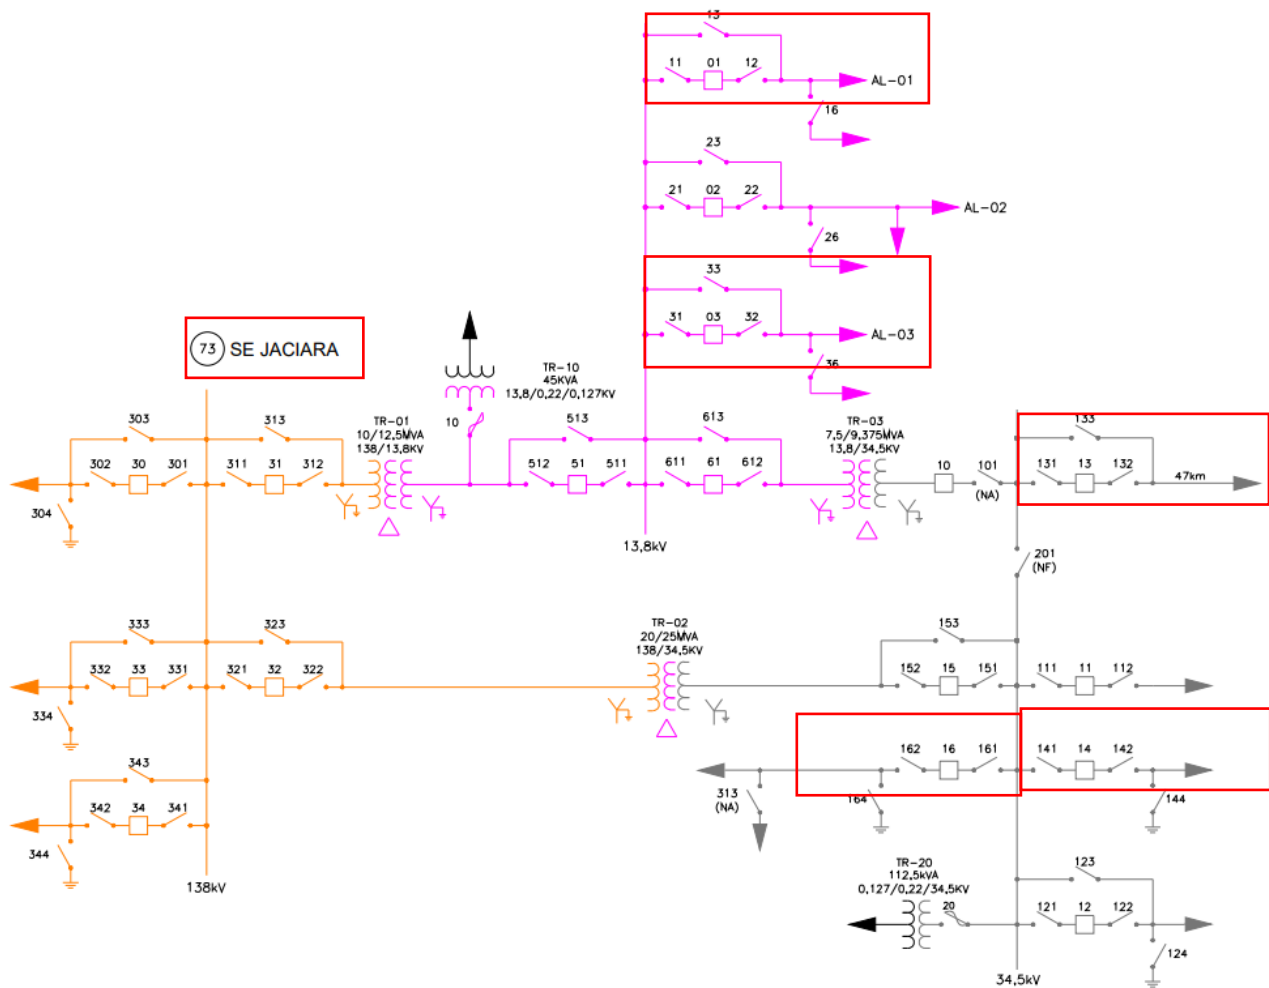 13
11 01 12
AL-01
16
23
21 02 22
AL-02
26
33
31 03 32
AL-03
36
73 SE JACIARA
TR-10
45KVA
13,8/0,22/0,127KV
10
303
313
302 30 301
311 31 312
304
TR-01
10/12,5MVA
138/13,8KV
513
512 51 511
613
611 61 612
13,8kV
TR-03
7,5/9,375MVA
13,8/34,5KV
10
101
(NA)
133
131 13 132
47km
201
(NF)
333
323
332 33 331
321 32 322
334
TR-02
20/25MVA
138/34,5KV
153
152 15 151
111 11 112
343
342 34 341
344
138kV
162 16 161
141 14 142
313
(NA)
164
144
TR-20
112,5kVA
0,127/0,22/34,5KV
20
123
121 12 122
124
34,5kV